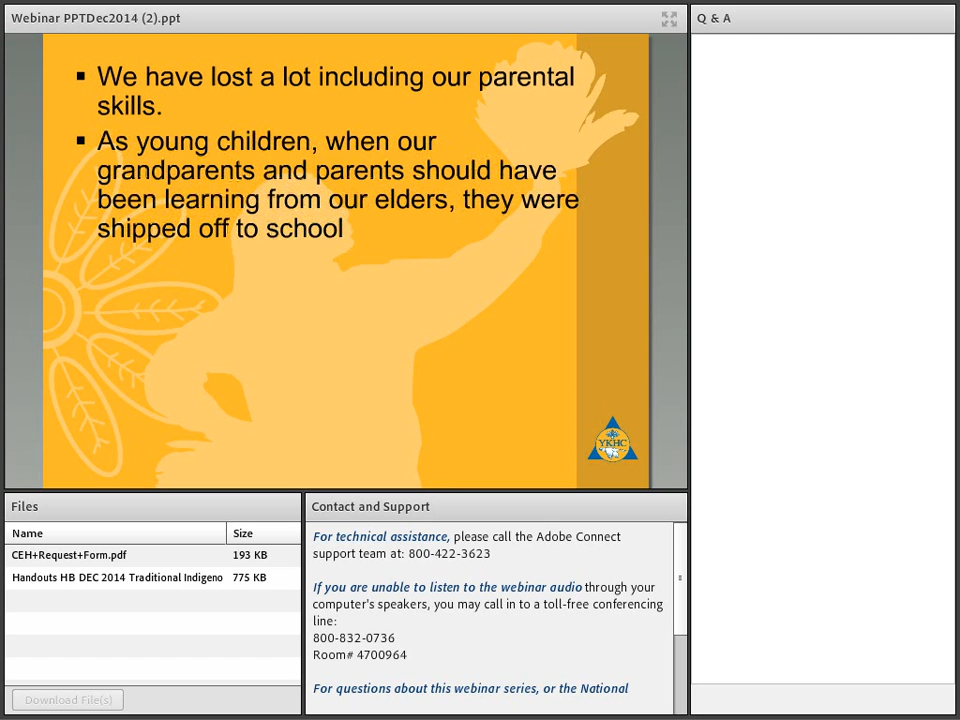 Webinar PPTDec2014 (2).ppt
Q & A
▪ We have lost a lot including our parental
skills.
▪ As young children, when our
grandparents and parents should have
been learning from our elders, they were
shipped off to school
YKHC
Files
Name Size
CEH+Request+Form.pdf 193 KB
Handouts HB DEC 2014 Traditional Indigeno 775 KB
Download File(s)
Contact and Support
For technical assistance, please call the Adobe Connect
support team at: 800-422-3623
If you are unable to listen to the webinar audio through your
computer's speakers, you may call in to a toll-free conferencing
line:
800-832-0736
Room# 4700964
For questions about this webinar series, or the National